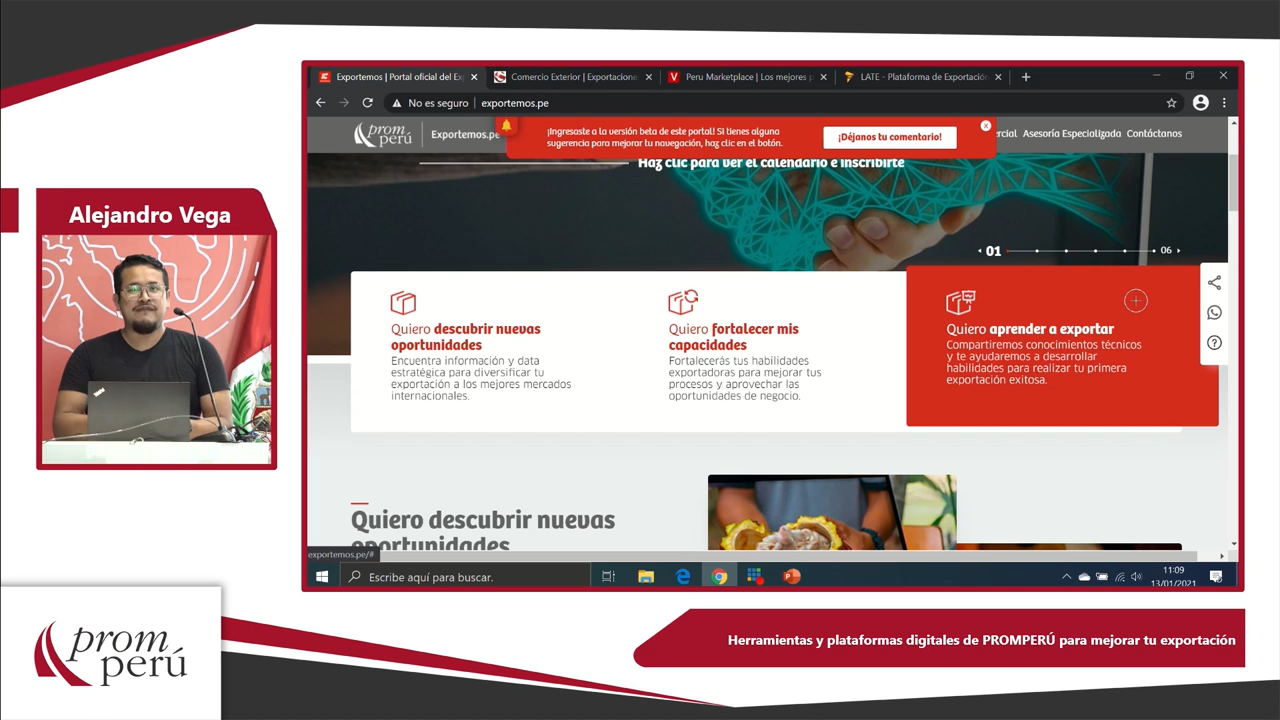 Alejandro Vega
Exportemos | Portal oficial del Exp
Comercio Exterior | Exportacione
Peru Marketplace | Los mejores p
LATE - Plataforma de Exportació
No es seguro
exportemos.pe
prom
perú
Exportemos.pe
¡Ingresaste a la versión beta de este portal! Si tienes alguna
sugerencia para mejorar tu navegación, haz clic en el botón.
¡Déjanos tu comentario!
rcial
Asesoría Especializada
Contáctanos
Haz clic para ver el calendario e inscribirte
01
06
Quiero descubrir nuevas
oportunidades
Encuentra información y data
estratégica para diversificar tu
exportación a los mejores mercados
internacionales.
Quiero fortalecer mis
capacidades
Fortalecerás tus habilidades
exportadoras para mejorar tus
procesos y aprovechar las
oportunidades de negocio.
Quiero aprender a exportar
Compartiremos conocimientos técnicos
y te ayudaremos a desarrollar
habilidades para realizar tu primera
exportación exitosa.
Quiero descubrir nuevas
oportunidades
exportemos.pe/#
Escribe aquí para buscar.
11:09
13/01/2021
prom
perú
Herramientas y plataformas digitales de PROMPERÚ para mejorar tu exportación